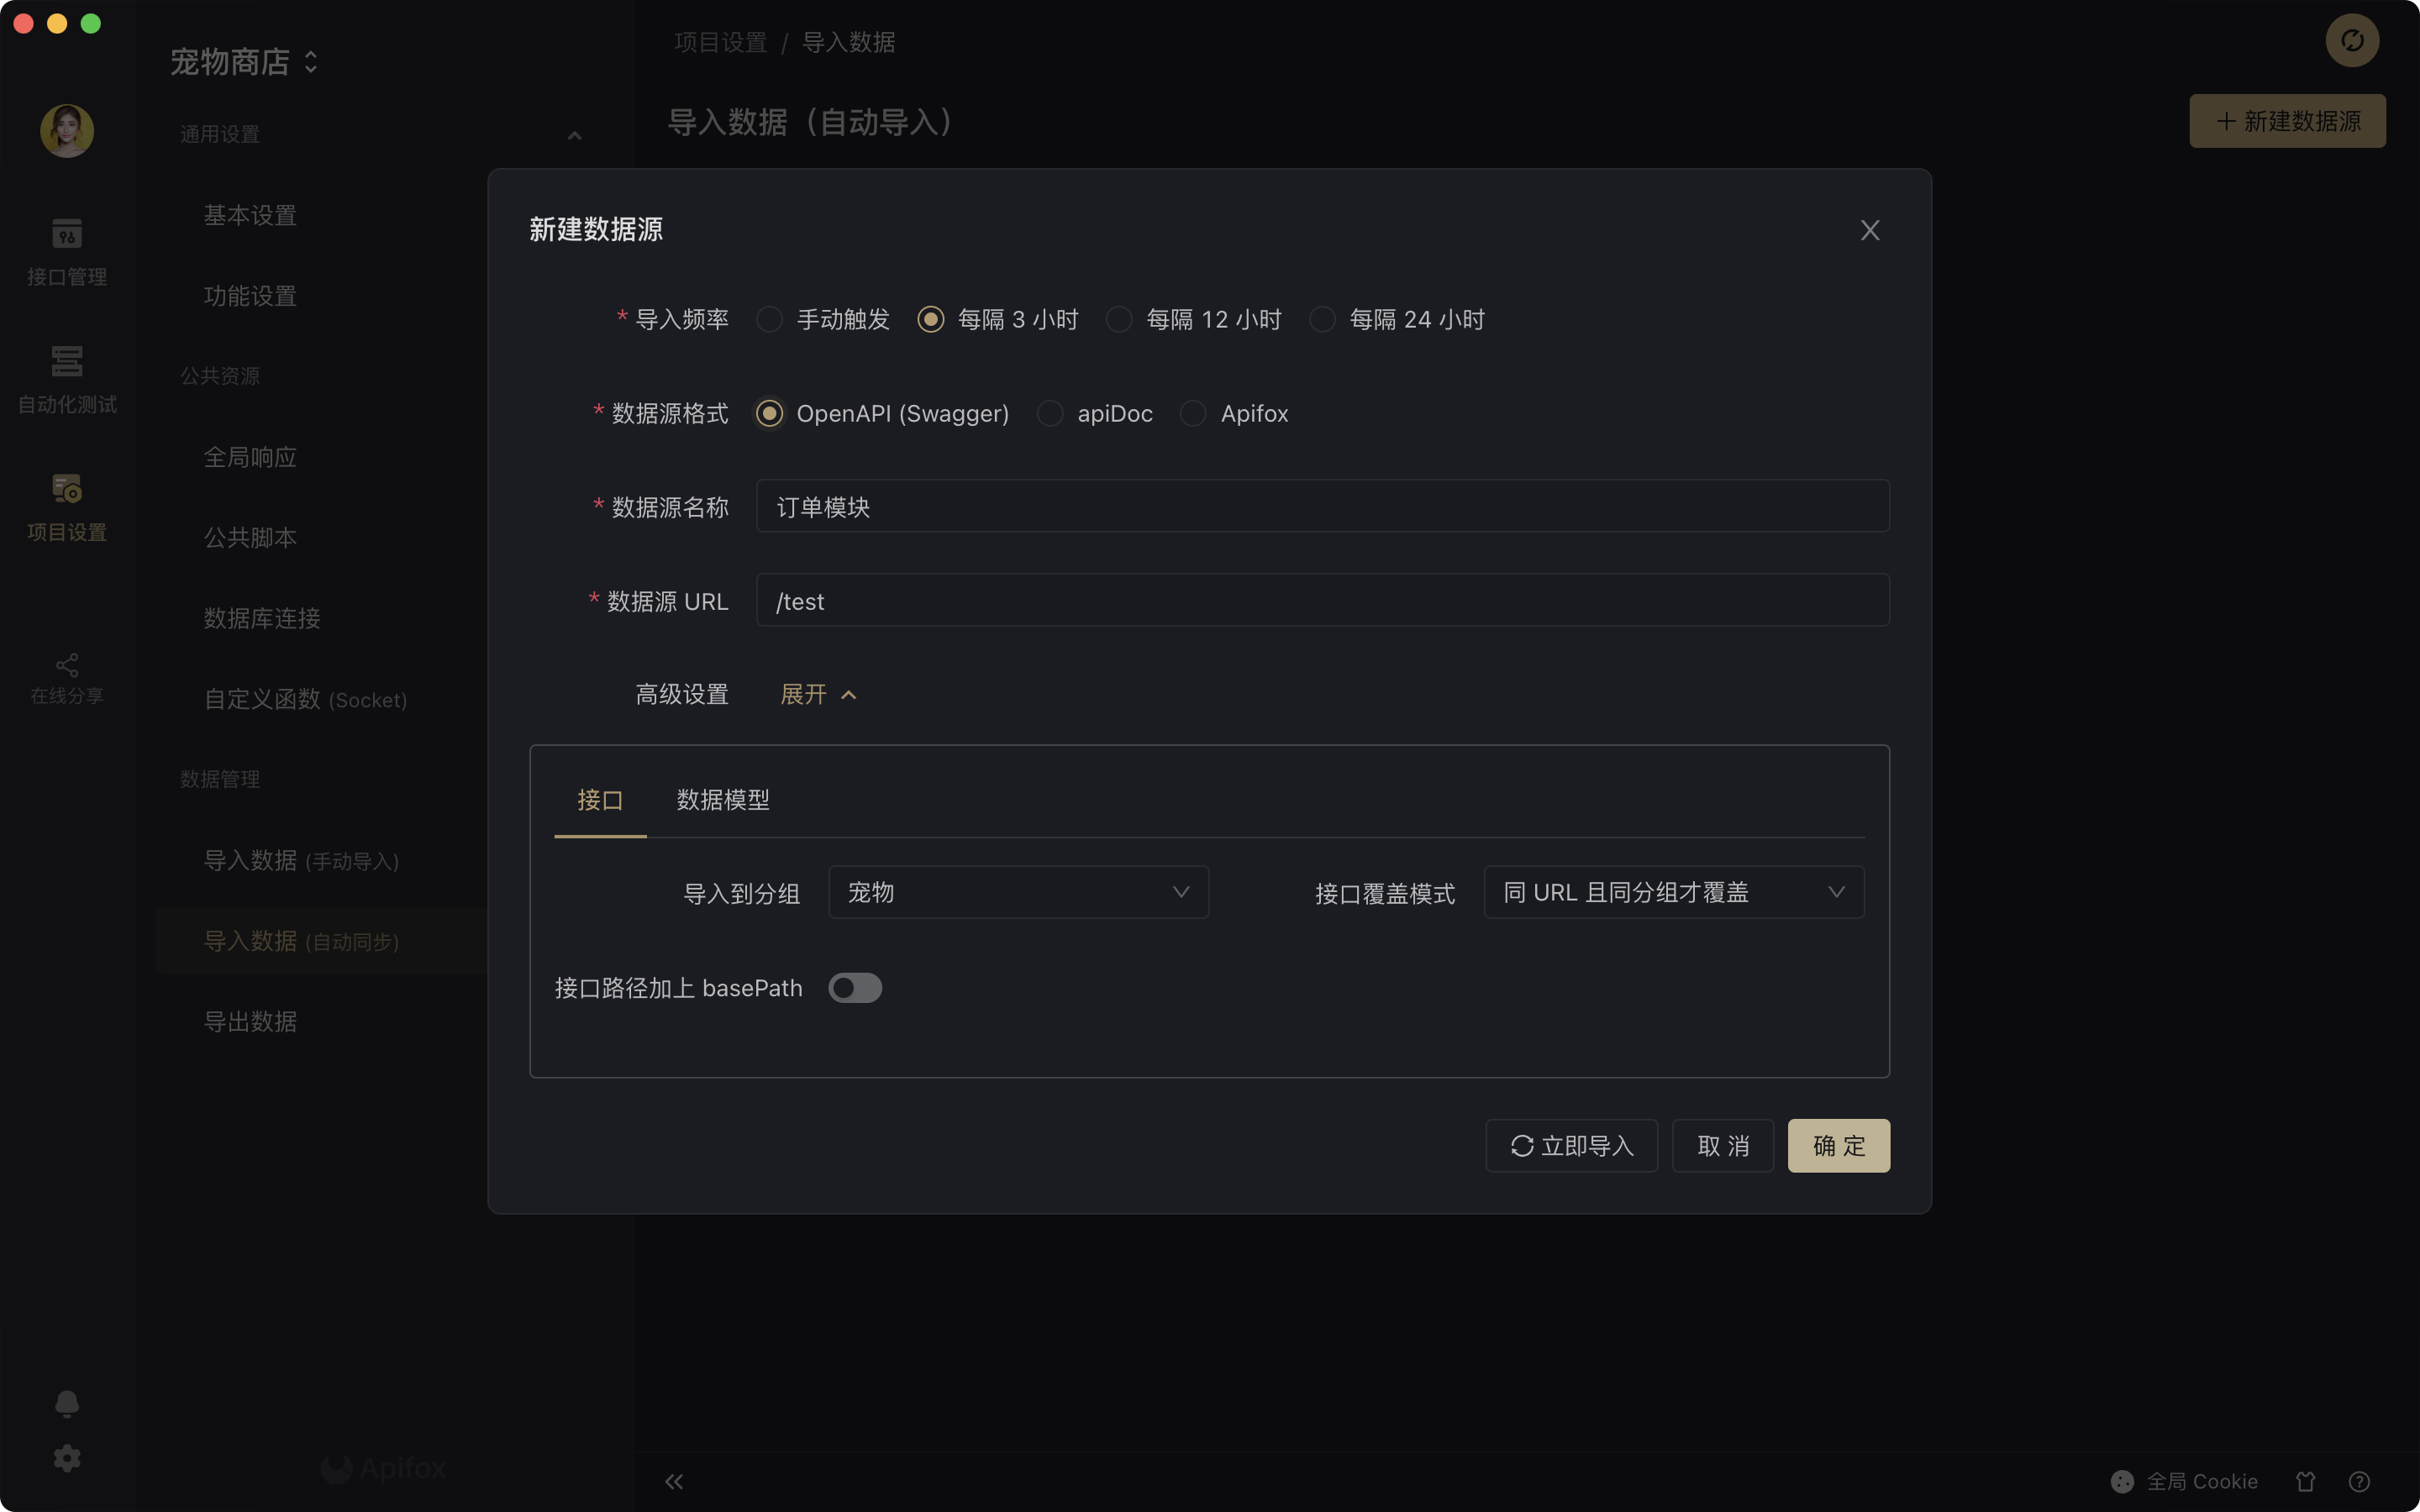 宠物商店
通用设置
基本设置
功能设置
公共资源
全局响应
公共脚本
数据库连接
自定义函数 (Socket)
数据管理
导入数据 (手动导入)
导入数据 (自动同步)
导出数据
接口管理
自动化测试
项目设置
在线分享
Apifox
项目设置 / 导入数据
导入数据（自动导入）
新建数据源
新建数据源
* 导入频率 手动触发 每隔 3 小时 每隔 12 小时 每隔 24 小时
* 数据源格式 OpenAPI (Swagger) apiDoc Apifox
* 数据源名称 订单模块
* 数据源 URL /test
高级设置 展开
接口 数据模型
导入到分组 宠物 接口覆盖模式 同 URL 且同分组才覆盖
接口路径加上 basePath
立即导入 取 消 确 定
全局 Cookie